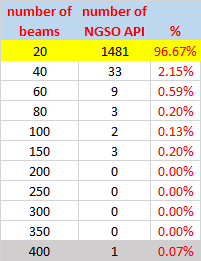 number of beams number of NGSO API %
20 1481 96.67%
40 33 2.15%
60 9 0.59%
80 3 0.20%
100 2 0.13%
150 3 0.20%
200 0 0.00%
250 0 0.00%
300 0 0.00%
350 0 0.00%
400 1 0.07%